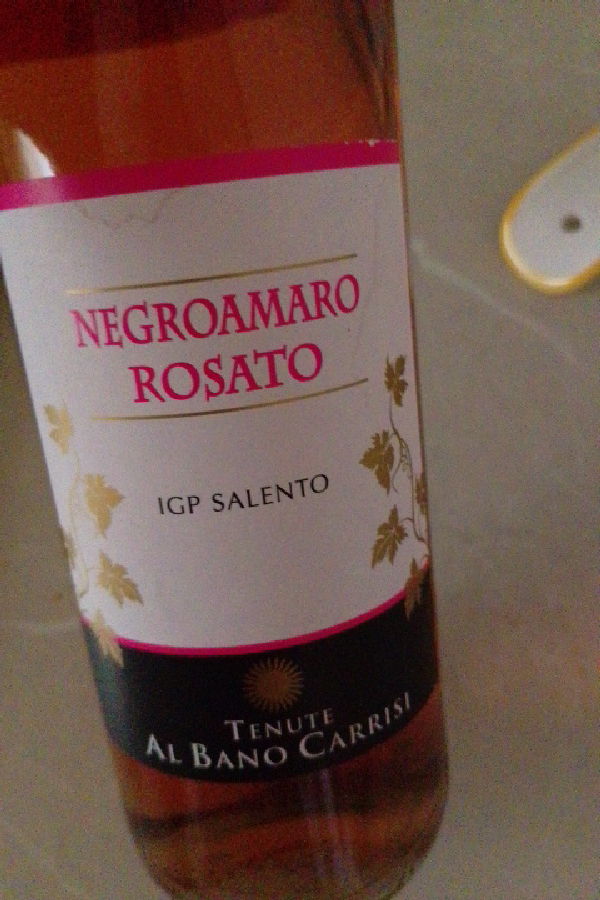 NEGROAMARO
ROSATO
IGP SALENTO
TENUTE
AL BANO CARRISI